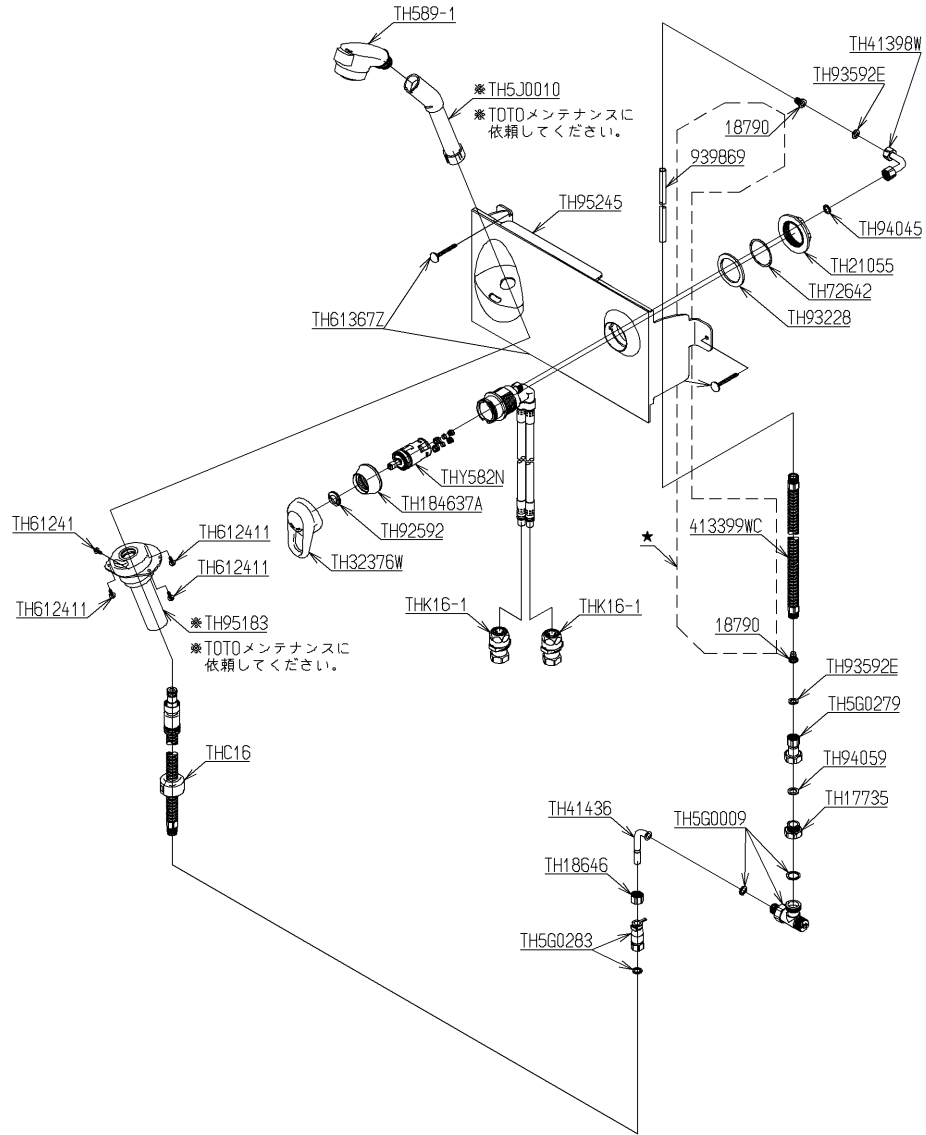 TH589-1
TH41398W
TH93592E
※TH5J0010
※TOTOメンテナンスに
依頼してください。
18790
939869
TH95245
TH94045
TH21055
TH72642
TH93228
TH61367Z
THY582N
TH184637A
TH92592
TH32376W
413399WC
★
TH61241
TH612411
TH612411
TH612411
※TH95183
※TOTOメンテナンスに
依頼してください。
THK16-1
THK16-1
18790
TH93592E
TH5G0279
THC16
TH94059
TH17735
TH41436
TH5G0009
TH18646
TH5G0283